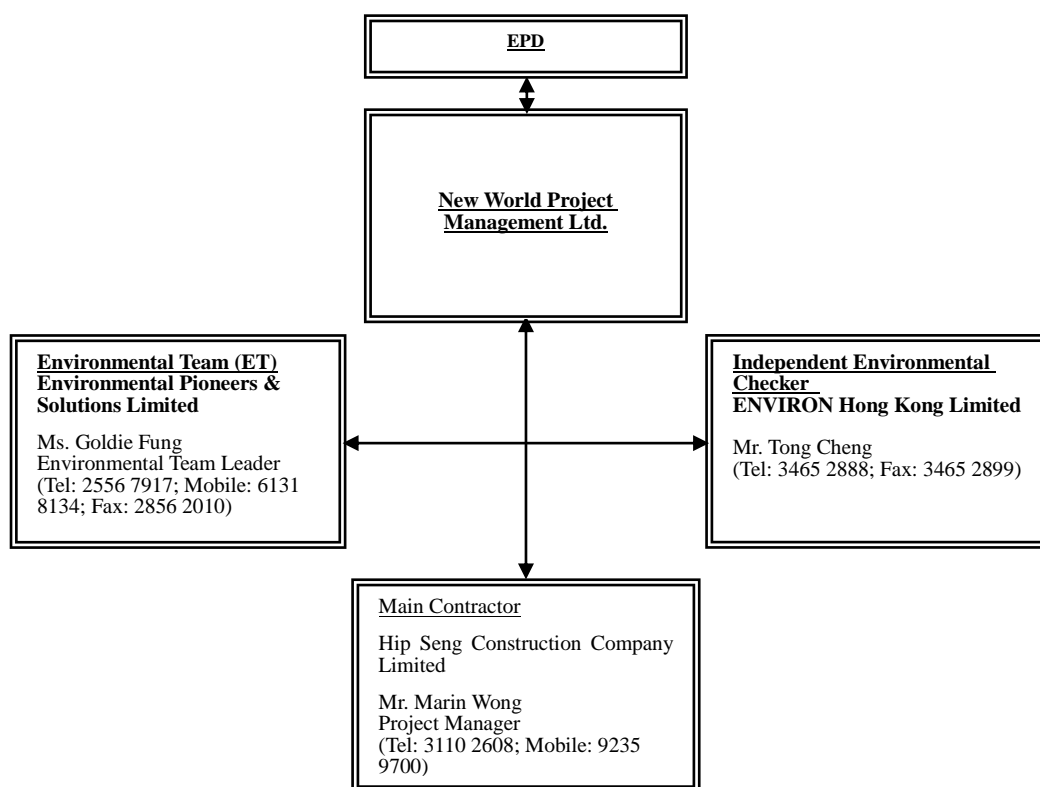 EPD
New World Project
Management Ltd.
Environmental Team (ET)
Environmental Pioneers &
Solutions Limited
Ms. Goldie Fung
Environmental Team Leader
(Tel: 2556 7917; Mobile: 6131
8134; Fax: 2856 2010)
Independent Environmental
Checker
ENVIRON Hong Kong Limited
Mr. Tong Cheng
(Tel: 3465 2888; Fax: 3465 2899)
Main Contractor
Hip Seng Construction Company
Limited
Mr. Marin Wong
Project Manager
(Tel: 3110 2608; Mobile: 9235
9700)